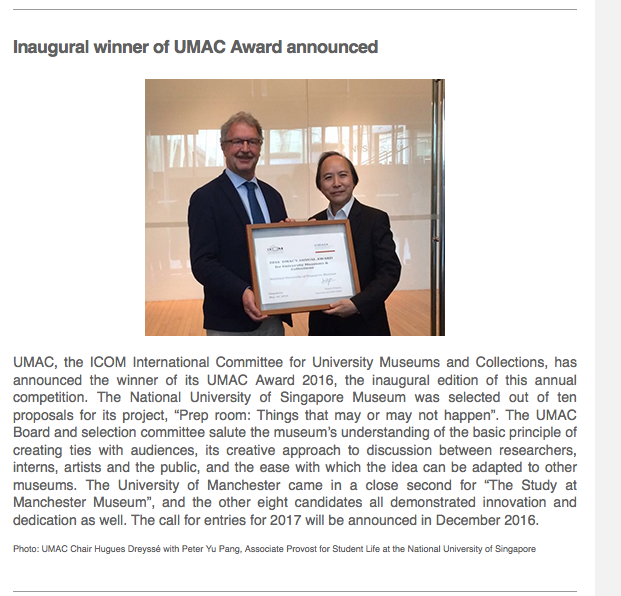 Inaugural winner of UMAC Award announced
ICOM
UMAC, the ICOM International Committee for University Museums and Collections, has
announced the winner of its UMAC Award 2016, the inaugural edition of this annual
competition. The National University of Singapore Museum was selected out of ten
proposals for its project, “Prep room: Things that may or may not happen”. The UMAC
Board and selection committee salute the museum’s understanding of the basic principle of
creating ties with audiences, its creative approach to discussion between researchers,
interns, artists and the public, and the ease with which the idea can be adapted to other
museums. The University of Manchester came in a close second for “The Study at
Manchester Museum”, and the other eight candidates all demonstrated innovation and
dedication as well. The call for entries for 2017 will be announced in December 2016.
Photo: UMAC Chair Hugues Dreyssé with Peter Yu Pang, Associate Provost for Student Life at the National University of Singapore